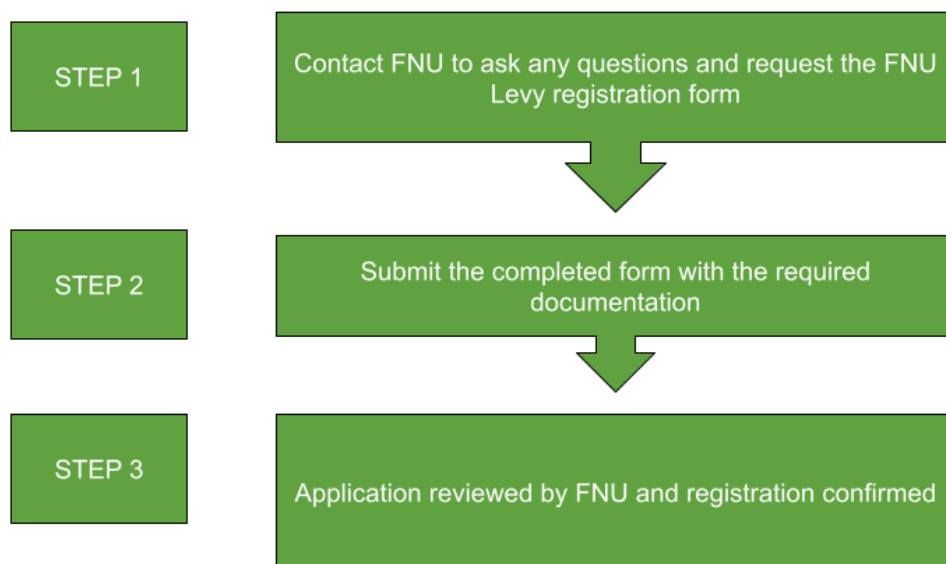 STEP 1
Contact FNU to ask any questions and request the FNU
Levy registration form
STEP 2
Submit the completed form with the required
documentation
STEP 3
Application reviewed by FNU and registration confirmed